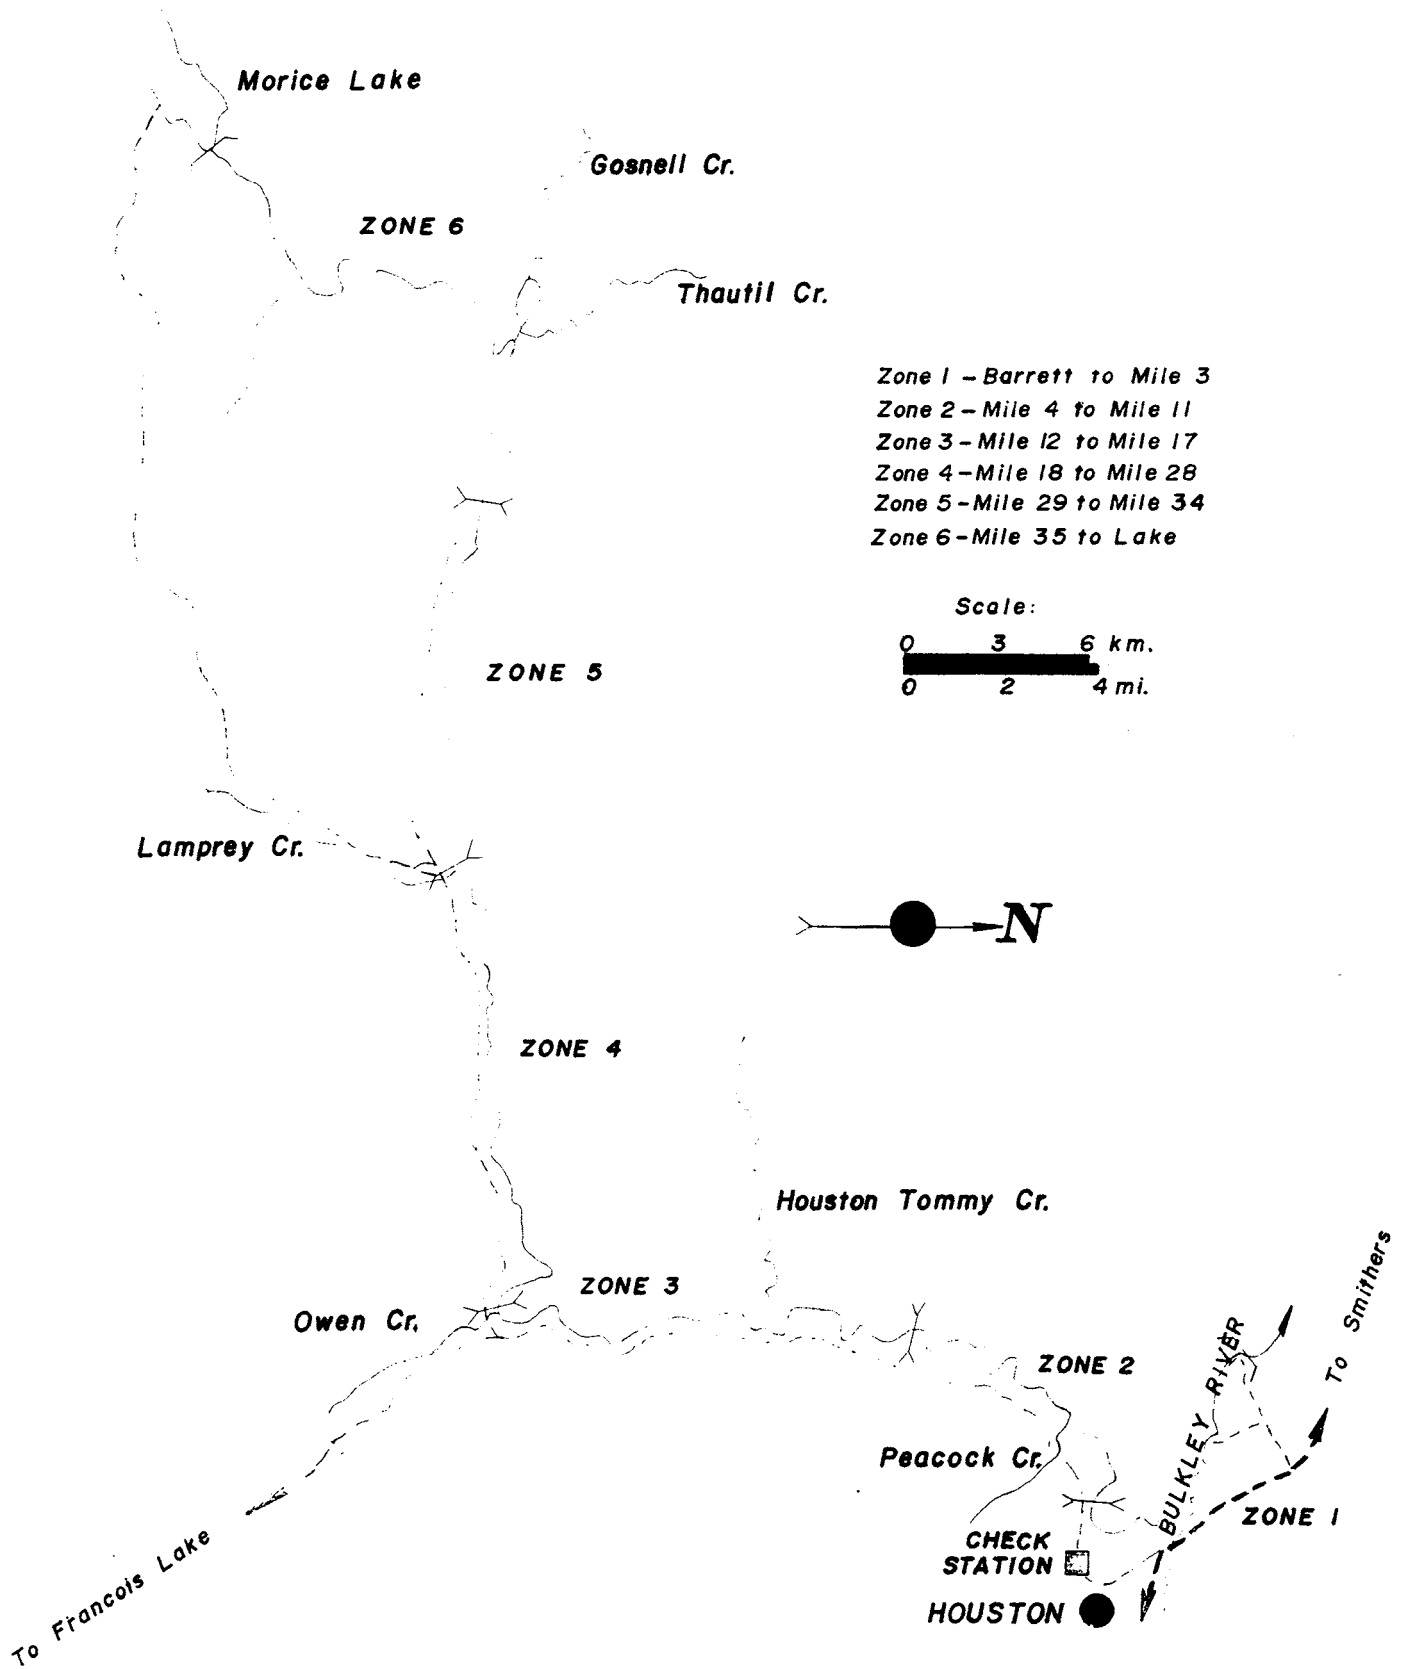 Morice Lake
Gosnell Cr.
ZONE 6
Thautil Cr.
Zone 1 - Barrett to Mile 3
Zone 2 - Mile 4 to Mile 11
Zone 3 - Mile 12 to Mile 17
Zone 4 - Mile 18 to Mile 28
Zone 5 - Mile 29 to Mile 34
Zone 6 - Mile 35 to Lake
Scale:
0 3 6 km.
0 2 4 mi.
ZONE 5
Lamprey Cr.
N
ZONE 4
Houston Tommy Cr.
ZONE 3
Owen Cr.
To Smithers
BULKLEY RIVER
ZONE 2
Peacock Cr.
ZONE 1
CHECK
STATION
HOUSTON
To Francois Lake